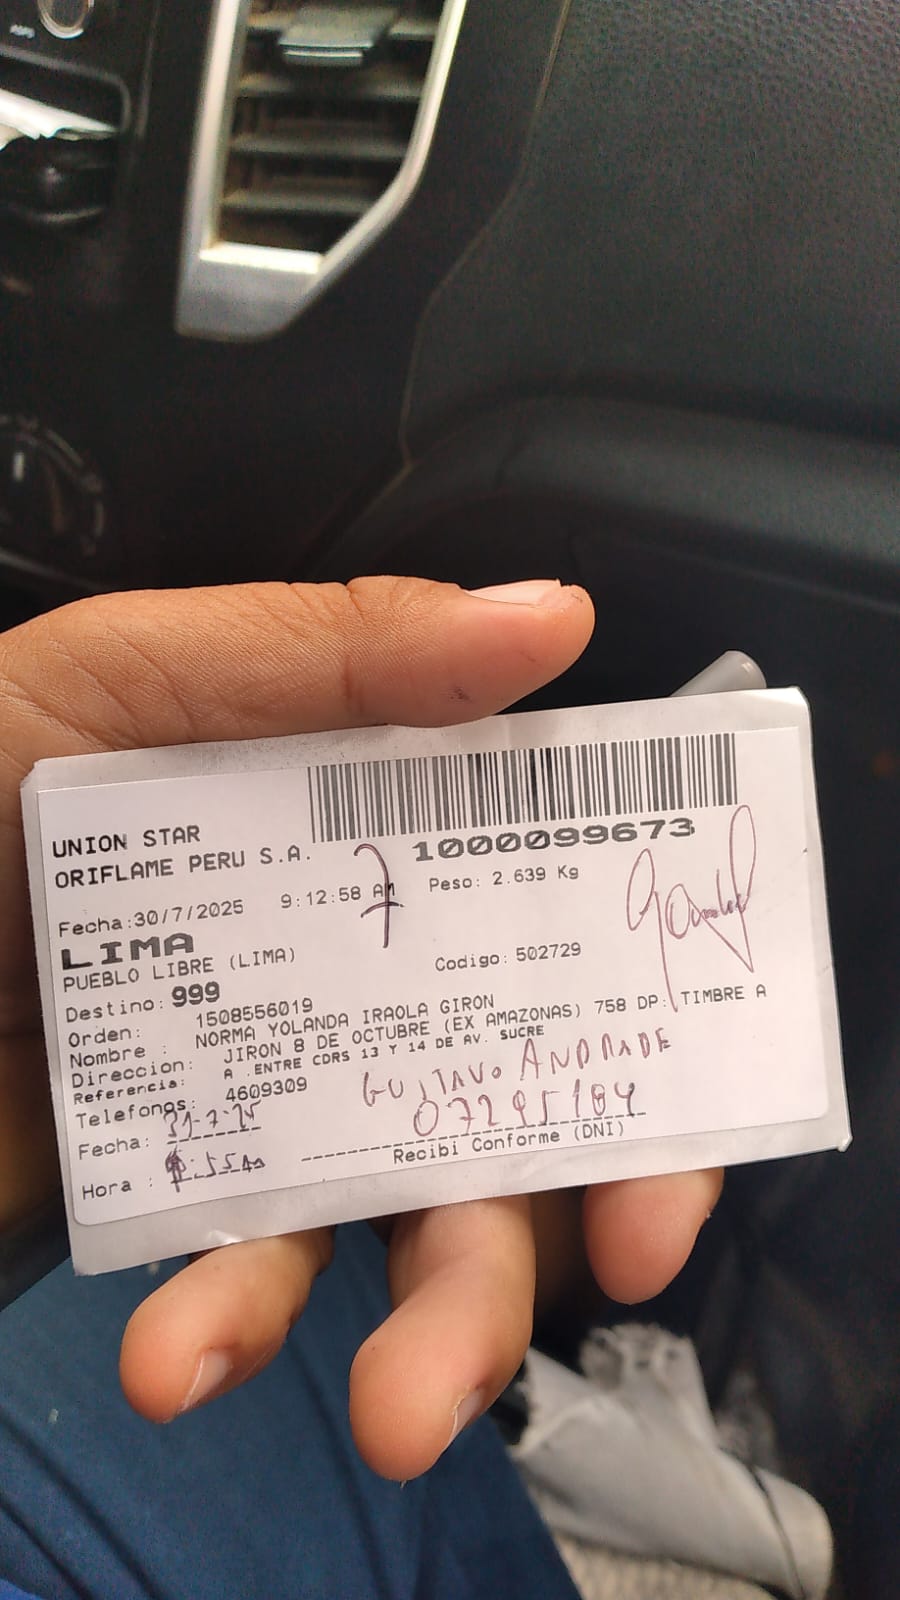 UNION STAR
ORIFLAME PERU S.A.
1000099673
7
Fecha:30/7/2025 9:12:58 AM Peso: 2.639 Kg
LIMA
PUEBLO LIBRE (LIMA) Codigo: 502729
Destino: 999
Orden: 1508556019
Nombre : NORMA YOLANDA IRAOLA GIRON
Direccion: JIRON 8 DE OCTUBRE (EX AMAZONAS) 758 DP: TIMBRE A
Referencia: A .ENTRE CDRS 13 Y 14 DE AV. SUCRE
Telefonos: 4609309
GUSTAVO ANDRADE
Fecha: 31-7-25
07295184
Hora :
Recibi Conforme (DNI)